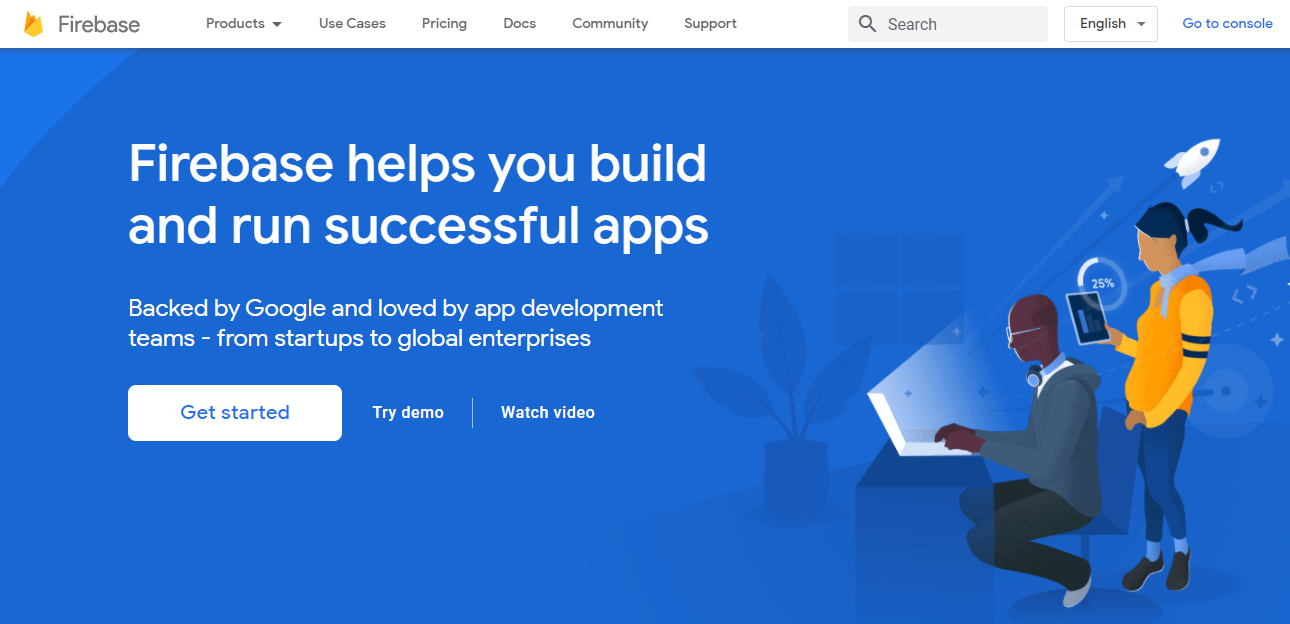 Firebase
Products
Use Cases
Pricing
Docs
Community
Support
Search
English
Go to console
Firebase helps you build
and run successful apps
Backed by Google and loved by app development
teams - from startups to global enterprises
Get started
Try demo
Watch video
25%